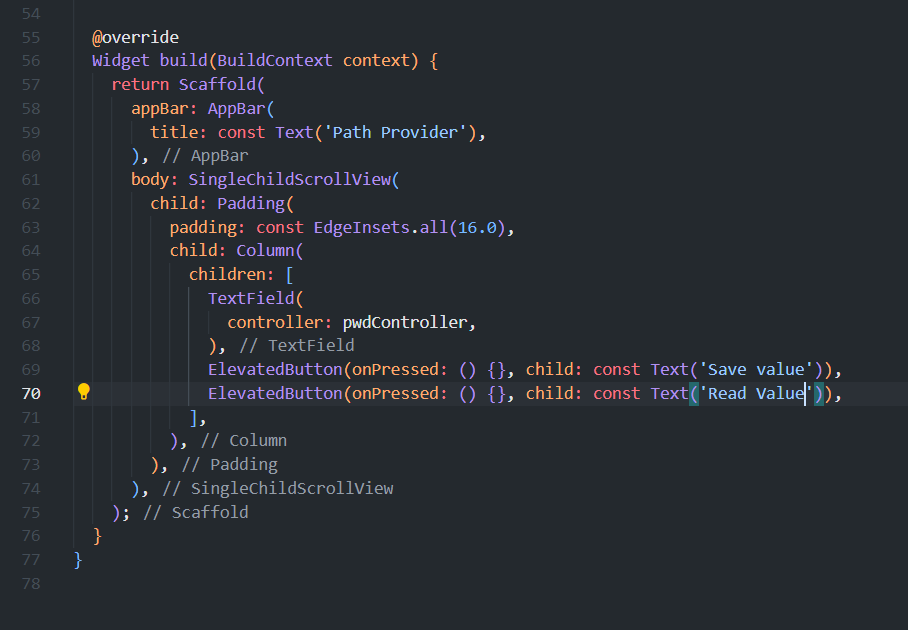 54
55 @override
56 Widget build(BuildContext context) {
57 return Scaffold(
58 appBar: AppBar(
59 title: const Text('Path Provider'),
60 ), // AppBar
61 body: SingleChildScrollView(
62 child: Padding(
63 padding: const EdgeInsets.all(16.0),
64 child: Column(
65 children: [
66 TextField(
67 controller: pwdController,
68 ), // TextField
69 ElevatedButton(onPressed: () {}, child: const Text('Save value')),
70 ElevatedButton(onPressed: () {}, child: const Text('Read Value')),
71 ],
72 ), // Column
73 ), // Padding
74 ), // SingleChildScrollView
75 ); // Scaffold
76 }
77 }
78